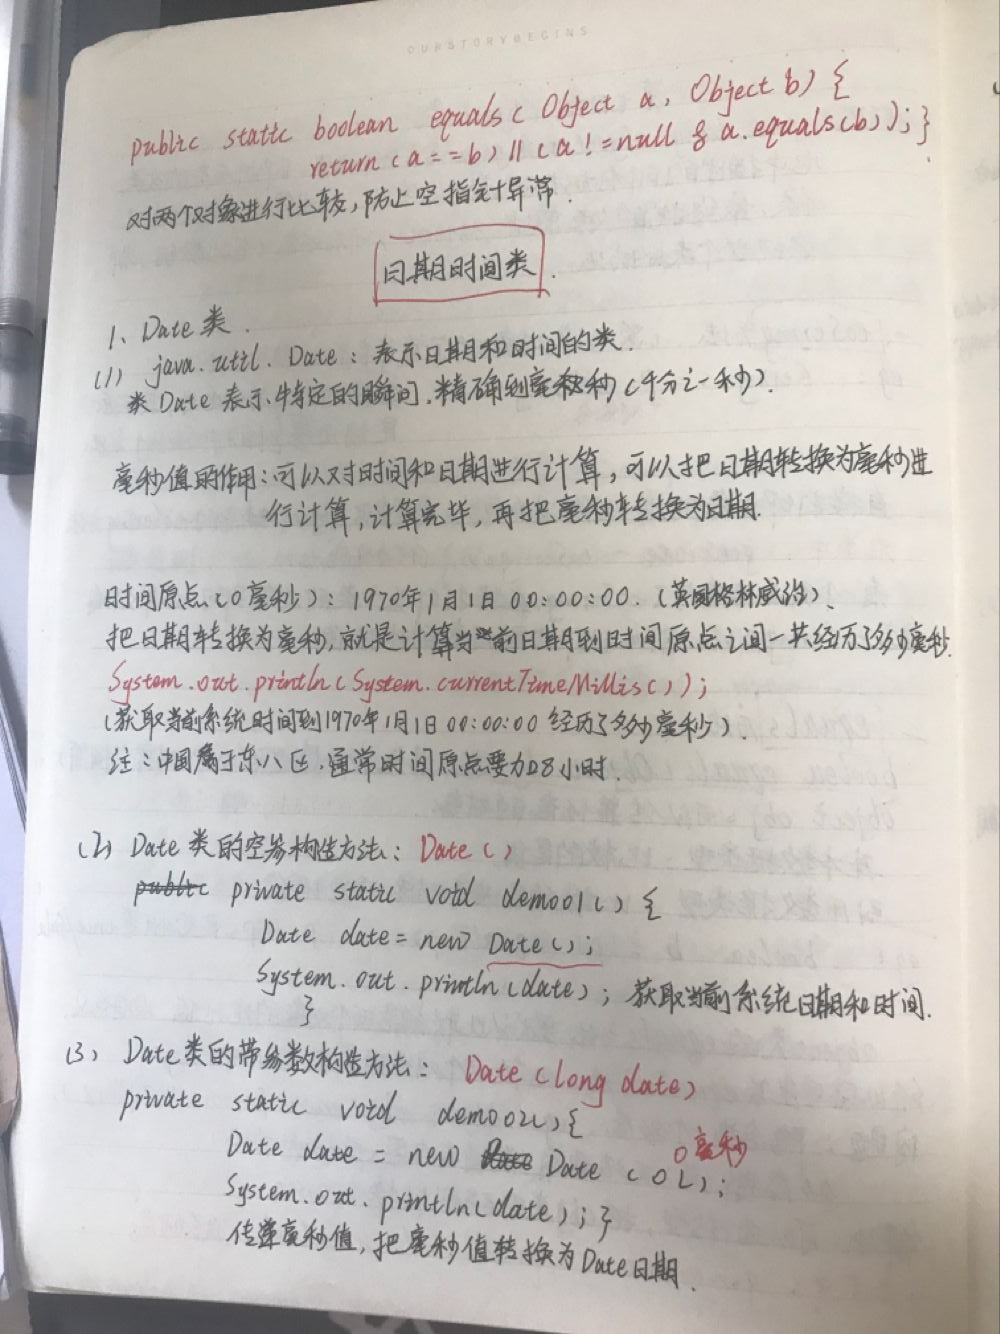 OURSTORYBEGINS
public static boolean equals( Object a, Object b) {
return (a == b) || (a != null & a.equals(b)); }
对两个对象进行比较,防止空指针异常.
日期时间类.
1、Date类.
(1) java.util.Date: 表示日期和时间的类.
类Date表示特定的瞬间,精确到毫秒(千分之一秒).
毫秒值的作用:可以对时间和日期进行计算,可以把日期转换为毫秒进
行计算,计算完毕,再把毫秒转换为日期.
时间原点(0毫秒): 1970年1月1日 00:00:00. (英国格林威治).
把日期转换为毫秒,就是计算当前日期到时间原点之间一共经历了多少毫秒.
System.out.println(System.currentTimeMillis());
(获取当前系统时间到1970年1月1日00:00:00经历了多少毫秒).
注:中国属于东八区,通常时间原点要加8小时.
(2) Date类的空参构造方法: Date()
public private static void demo01() {
Date date = new Date();
System.out.println(date); 获取当前系统日期和时间.
}
(3) Date类的带参数构造方法: Date (long date)
private static void demo02(){
0毫秒
Date date = new Date Date (0L);
System.out.println(date); }
传递毫秒值,把毫秒值转换为Date日期.